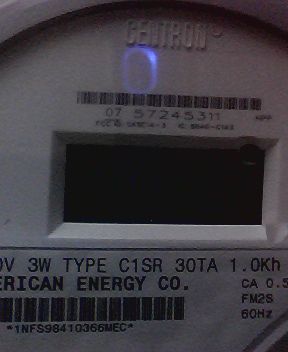 CENTRON®
07 57245311
0V 3W TYPE C1SR 30TA 1.0Kh
ERICAN ENERGY CO.
CA 0.5
FM2S
60Hz
*1NFS98410366MEC*